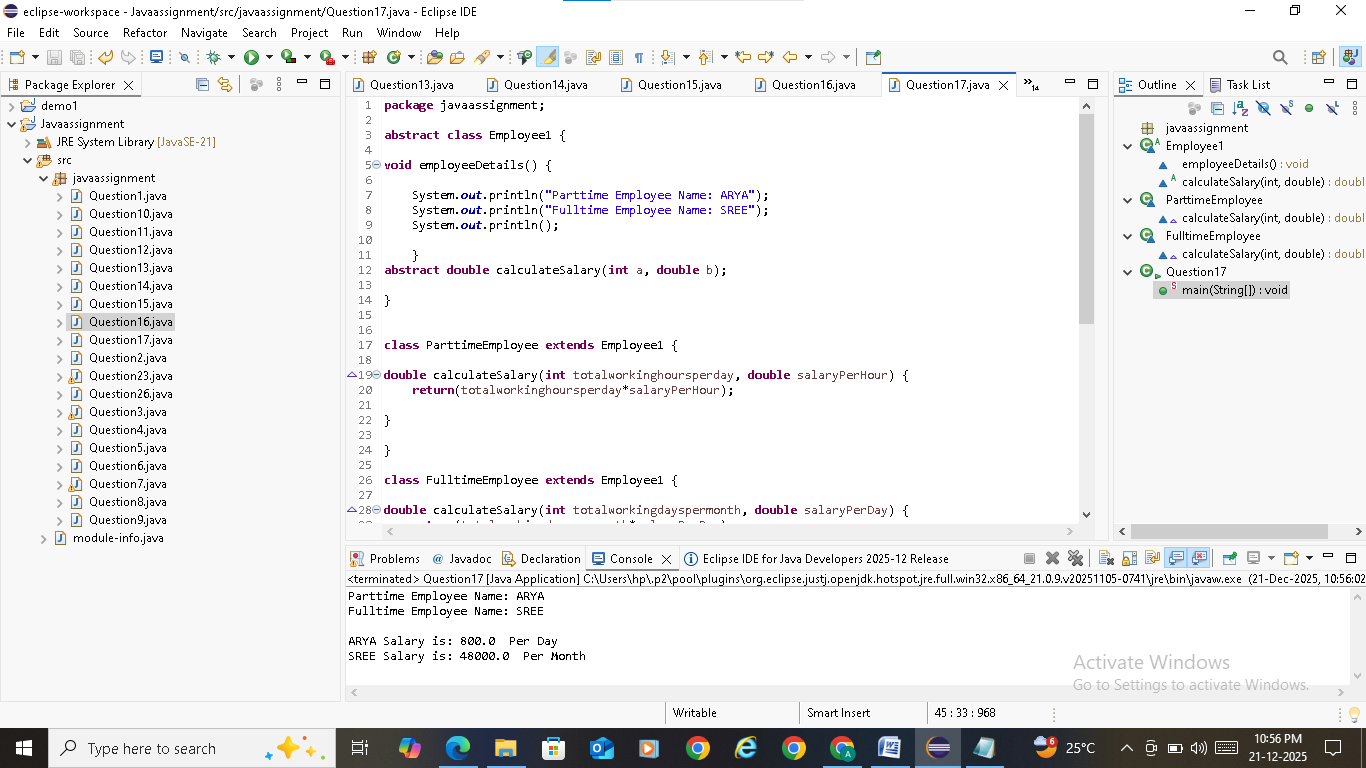 eclipse-workspace - Javaassignment/src/javaassignment/Question17.java - Eclipse IDE
File Edit Source Refactor Navigate Search Project Run Window Help
Package Explorer
demo1
Javaassignment
JRE System Library [JavaSE-21]
src
javaassignment
Question1.java
Question10.java
Question11.java
Question12.java
Question13.java
Question14.java
Question15.java
Question16.java
Question17.java
Question2.java
Question23.java
Question26.java
Question3.java
Question4.java
Question5.java
Question6.java
Question7.java
Question8.java
Question9.java
module-info.java
Question13.java Question14.java Question15.java Question16.java Question17.java 14
1 package javaassignment;
2
3 abstract class Employee1 {
4
5 void employeeDetails() {
6
7 System.out.println("Parttime Employee Name: ARYA");
8 System.out.println("Fulltime Employee Name: SREE");
9 System.out.println();
10
11 }
12 abstract double calculateSalary(int a, double b);
13
14 }
15
16
17 class ParttimeEmployee extends Employee1 {
18
19 double calculateSalary(int totalworkinghoursperday, double salaryPerHour) {
20 return(totalworkinghoursperday*salaryPerHour);
21
22 }
23
24 }
25
26 class FulltimeEmployee extends Employee1 {
27
28 double calculateSalary(int totalworkingdayspermonth, double salaryPerDay) {
Outline Task List
javaassignment
Employee1
employeeDetails() : void
calculateSalary(int, double) : doubl
ParttimeEmployee
calculateSalary(int, double) : doubl
FulltimeEmployee
calculateSalary(int, double) : doubl
Question17
main(String[]) : void
Problems Javadoc Declaration Console Eclipse IDE for Java Developers 2025-12 Release
<terminated> Question17 [Java Application] C:\Users\hp\.p2\pool\plugins\org.eclipse.justj.openjdk.hotspot.jre.full.win32.x86_64_21.0.9.v20251105-0741\jre\bin\javaw.exe (21-Dec-2025, 10:56:02
Parttime Employee Name: ARYA
Fulltime Employee Name: SREE
ARYA Salary is: 800.0 Per Day
SREE Salary is: 48000.0 Per Month
Activate Windows
Go to Settings to activate Windows.
Writable Smart Insert 45 : 33 : 968
Type here to search
6
25°C
10:56 PM
21-12-2025